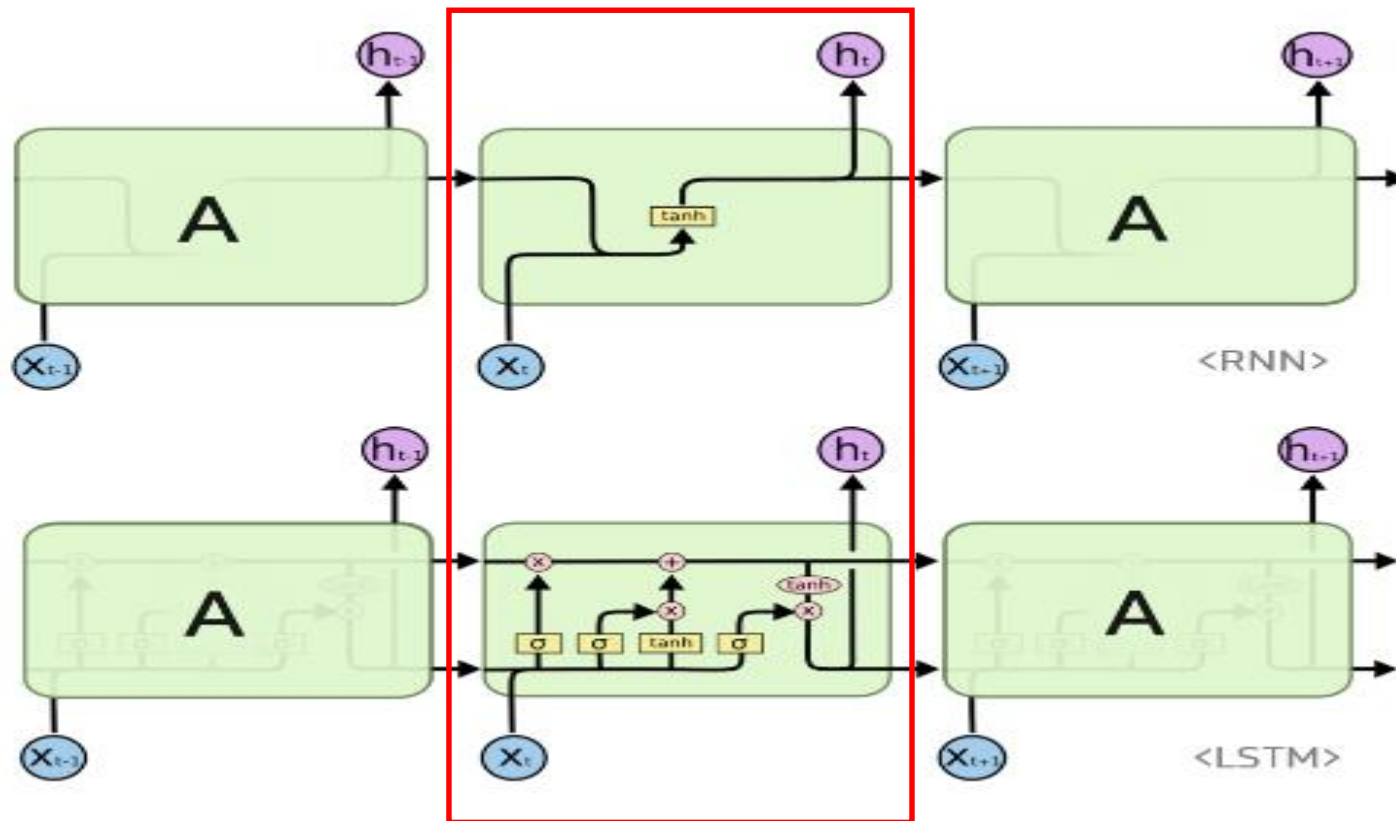 ht-1 ht ht+1
A A
tanh
xt-1 xt xt+1
<RNN>
ht-1 ht ht+1
x +
tanh
A x A
σ σ tanh σ
xt-1 xt xt+1
<LSTM>